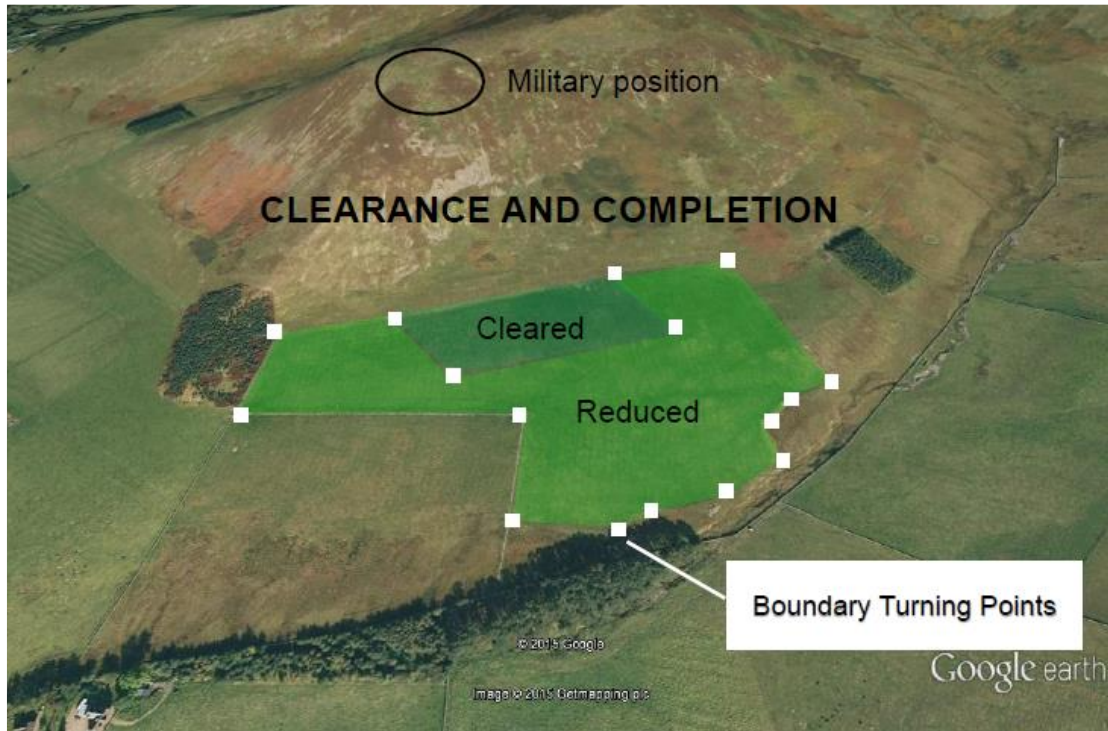 Military position
CLEARANCE AND COMPLETION
Cleared
Reduced
Boundary Turning Points
© 2015 Google
Google earth
Image © 2015 Getmapping plc